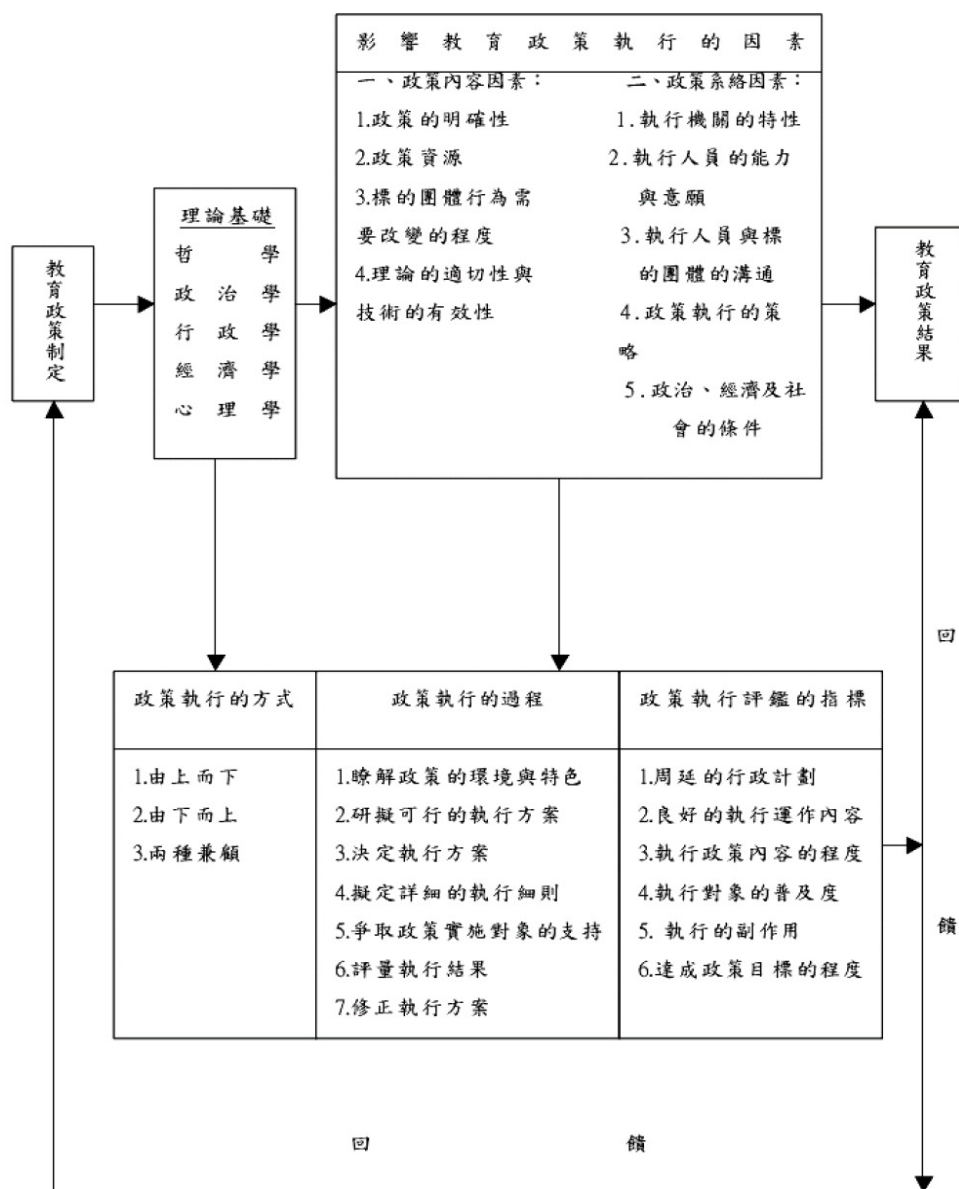 影響教育政策執行的因素
一、政策內容因素：
1.政策的明確性
2.政策資源
3.標的團體行為需
要改變的程度
4.理論的適切性與
技術的有效性
二、政策系絡因素：
1.執行機關的特性
2.執行人員的能力
與意願
3.執行人員與標
的團體的溝通
4.政策執行的策
略
5.政治、經濟及社
會的條件
理論基礎
哲學
政治學
行政學
經濟學
心理學
教育政策制定
教育政策結果
政策執行的方式
1.由上而下
2.由下而上
3.兩種兼顧
政策執行的過程
1.瞭解政策的環境與特色
2.研擬可行的執行方案
3.決定執行方案
4.擬定詳細的執行細則
5.爭取政策實施對象的支持
6.評量執行結果
7.修正執行方案
政策執行評鑑的指標
1.周延的行政計劃
2.良好的執行運作內容
3.執行政策內容的程度
4.執行對象的普及度
5. 執行的副作用
6.達成政策目標的程度
回饋
回饋